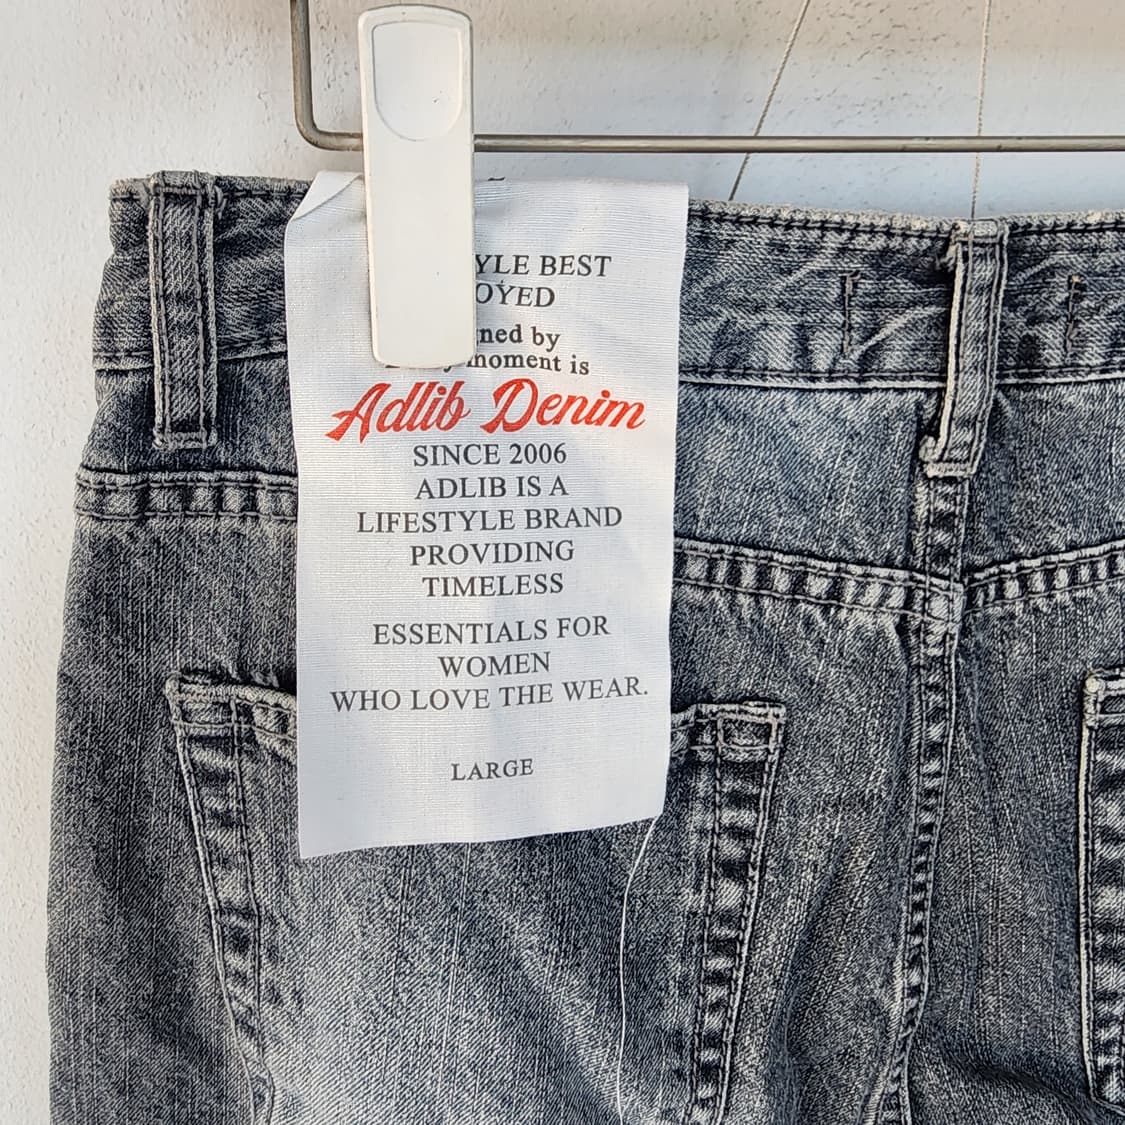 YLE BEST
OYED
ned by
moment is
Adlib Denim
SINCE 2006
ADLIB IS A
LIFESTYLE BRAND
PROVIDING
TIMELESS
ESSENTIALS FOR
WOMEN
WHO LOVE THE WEAR.
LARGE